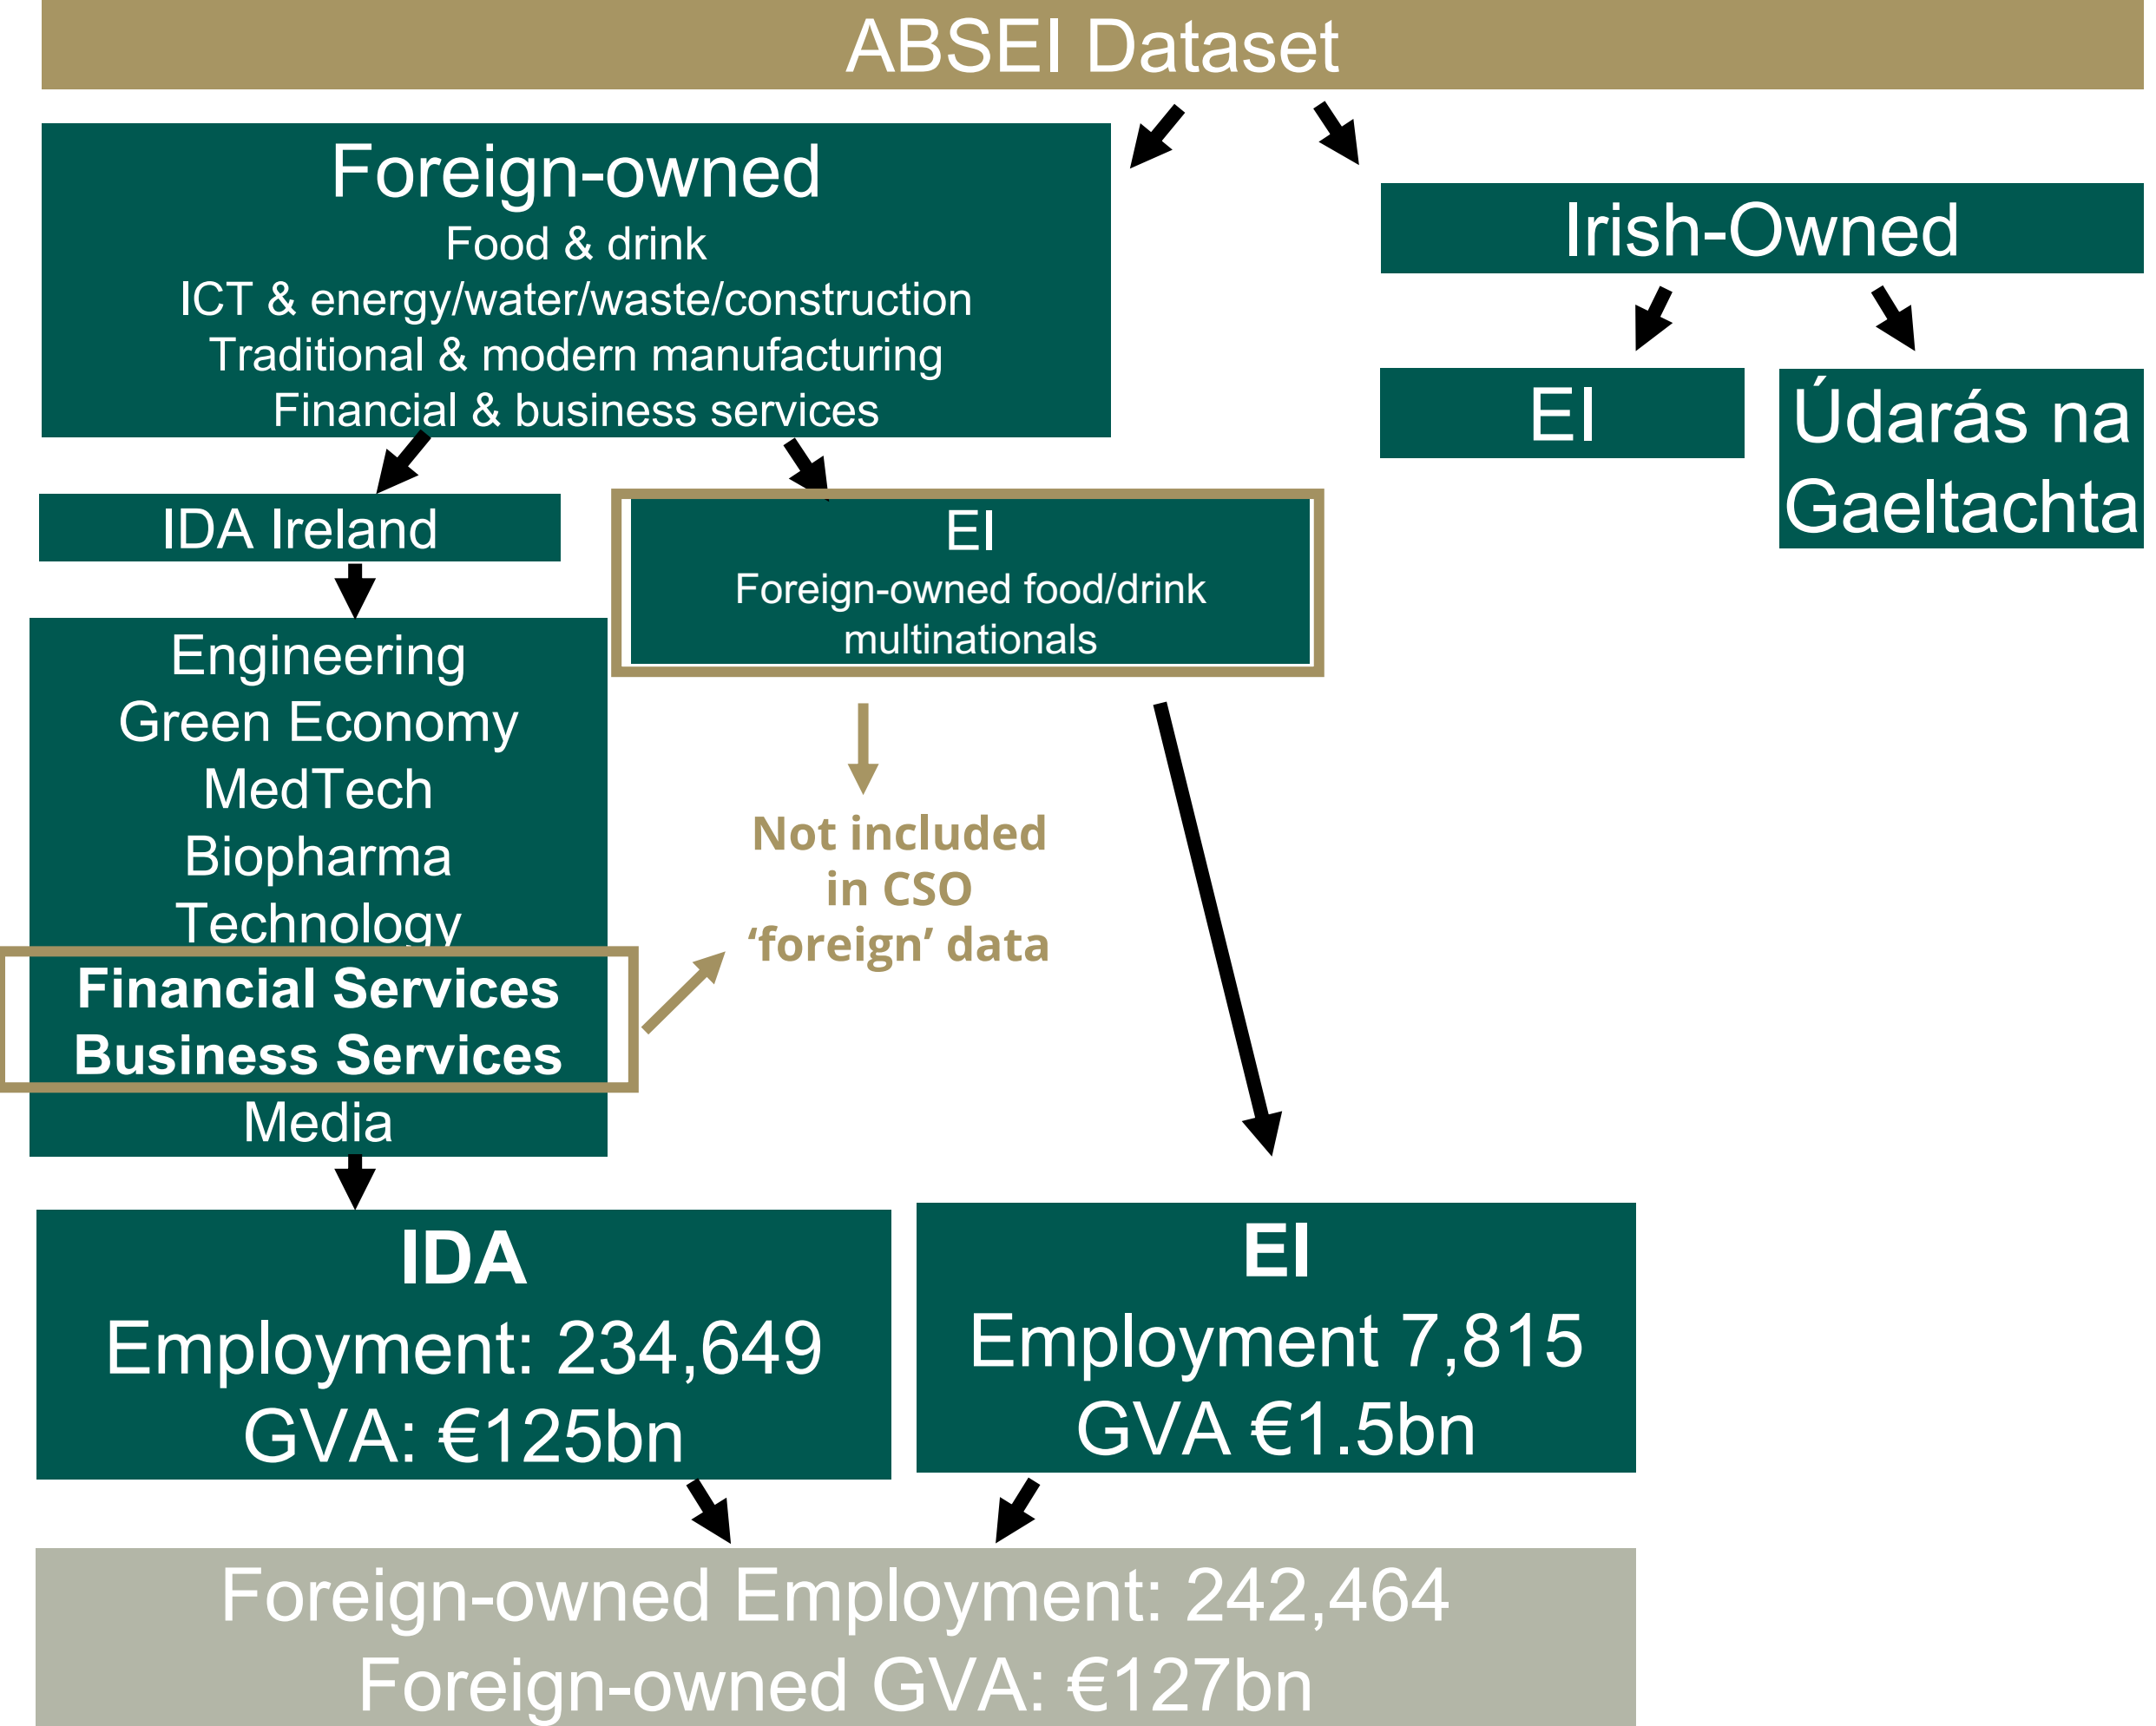 ABSEI Dataset
Foreign-owned
Food & drink
ICT & energy/water/waste/construction
Traditional & modern manufacturing
Financial & business services
Irish-Owned
EI
Údarás na
Gaeltachta
IDA Ireland
EI
Foreign-owned food/drink
multinationals
Engineering
Green Economy
MedTech
Biopharma
Technology
Financial Services
Business Services
Media
Not included
in CSO
‘foreign’ data
IDA
Employment: 234,649
GVA: €125bn
EI
Employment 7,815
GVA €1.5bn
Foreign-owned Employment: 242,464
Foreign-owned GVA: €127bn